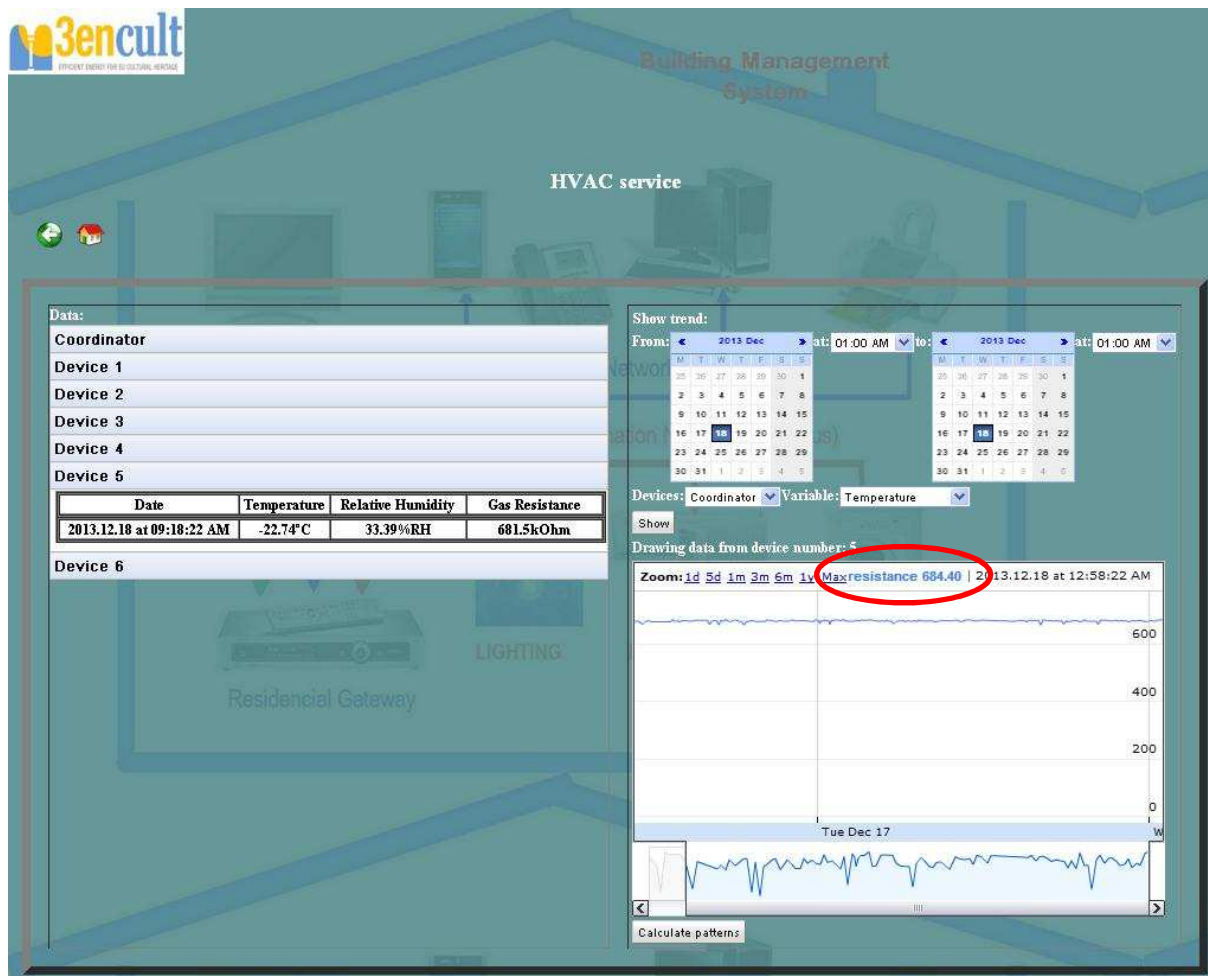 3encult
EFFICIENT ENERGY FOR EU CULTURAL HERITAGE
Building Management
System
HVAC service
Data:
Coordinator
Device 1
Device 2
Device 3
Device 4
Device 5
Date Temperature Relative Humidity Gas Resistance
2013.12.18 at 09:18:22 AM -22.74°C 33.39%RH 681.5kOhm
Device 6
LIGHTING
Residencial Gateway
Show trend:
From: 2013 Dec at: 01:00 AM to: 2013 Dec at: 01:00 AM
M T W T F S S M T W T F S S
25 26 27 28 29 30 1 25 26 27 28 29 30 1
2 3 4 5 6 7 8 2 3 4 5 6 7 8
9 10 11 12 13 14 15 9 10 11 12 13 14 15
16 17 18 19 20 21 22 16 17 18 19 20 21 22
23 24 25 26 27 28 29 23 24 25 26 27 28 29
30 31 1 2 3 4 5 30 31 1 2 3 4 5
Devices: Coordinator Variable: Temperature
Show
Drawing data from device number: 5
Zoom: 1d 5d 1m 3m 6m 1y Max resistance 684.40 | 2013.12.18 at 12:58:22 AM
600
400
200
0
Tue Dec 17 W
Calculate patterns